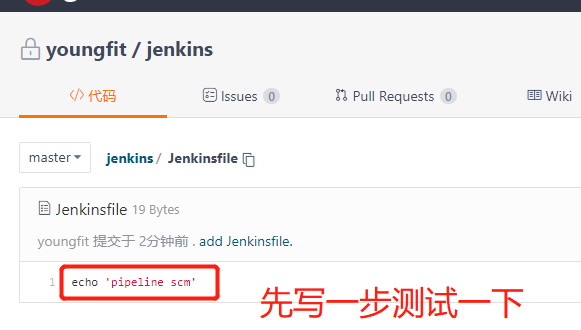 youngfit / jenkins
代码 Issues 0 Pull Requests 0 Wiki
master jenkins / Jenkinsfile
Jenkinsfile 19 Bytes
youngfit 提交于 2分钟前 . add Jenkinsfile.
1 echo 'pipeline scm'
先写一步测试一下